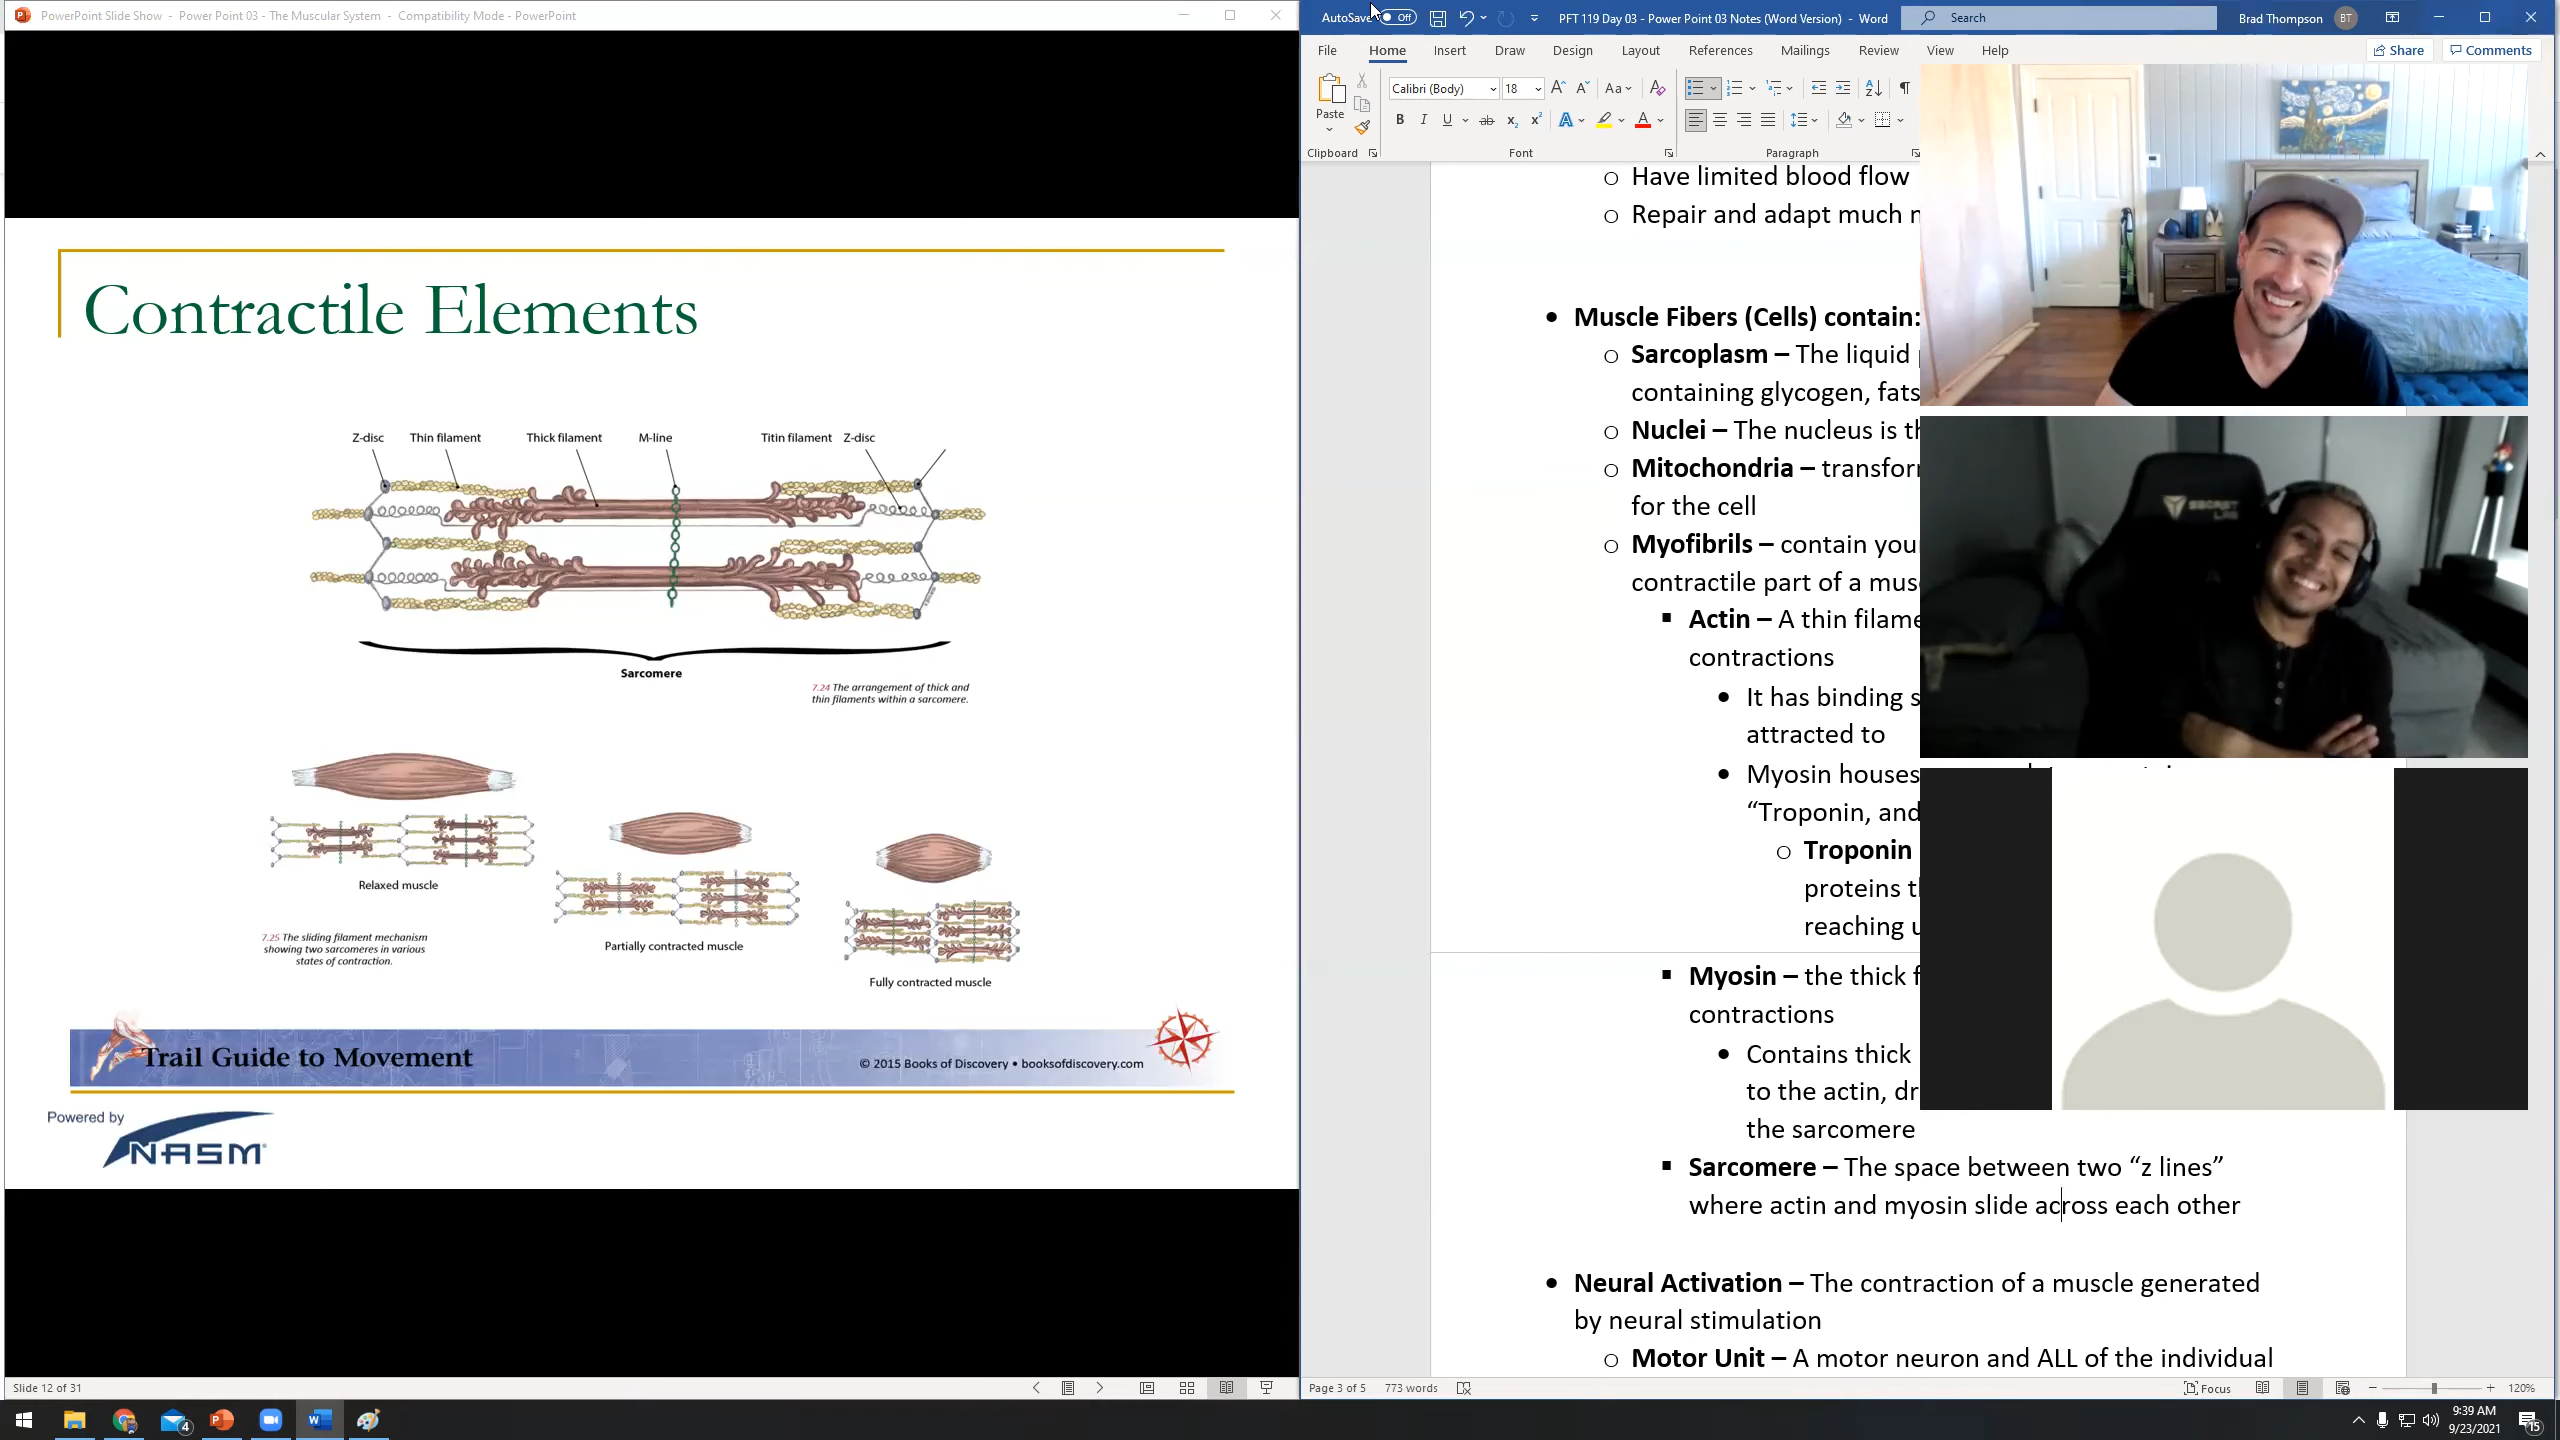 PowerPoint Slide Show - Power Point 03 - The Muscular System - Compatibility Mode - PowerPoint
Contractile Elements
Z-disc Thin filament Thick filament M-line Titin filament Z-disc
Sarcomere
7.24 The arrangement of thick and
thin filaments within a sarcomere.
Relaxed muscle
Partially contracted muscle
Fully contracted muscle
7.25 The sliding filament mechanism
showing two sarcomeres in various
states of contraction.
Trail Guide to Movement
© 2015 Books of Discovery • booksofdiscovery.com
Powered by
NASM
Slide 12 of 31
AutoSave Off PFT 119 Day 03 - Power Point 03 Notes (Word Version) - Word Search Brad Thompson BT
File Home Insert Draw Design Layout References Mailings Review View Help Share Comments
Paste Calibri (Body) 18
Clipboard Font Paragraph
Have limited blood flow
Repair and adapt much
Muscle Fibers (Cells) contain:
Sarcoplasm – The liquid
containing glycogen, fats
Nuclei – The nucleus is
Mitochondria –
for the cell
Myofibrils – contain
contractile part of a
Actin – A thin
contractions
It has binding
attracted to
Myosin houses
“Troponin, and
Troponin
proteins
reaching
Myosin – the thick
contractions
Contains thick
to the actin,
the sarcomere
Sarcomere – The space between two “z lines”
where actin and myosin slide across each other
Neural Activation – The contraction of a muscle generated
by neural stimulation
Motor Unit – A motor neuron and ALL of the individual
SECRET
LAB
Page 3 of 5 773 words Focus 120%
4
9:39 AM
9/23/2021
15